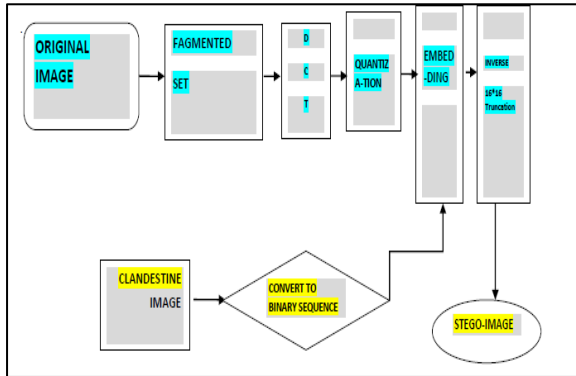 ORIGINAL
IMAGE
FAGMENTED
SET
D
C
T
QUANTIZ
A-TION
EMBED
-DING
INVERSE
16*16
Truncation
CLANDESTINE
IMAGE
CONVERT TO
BINARY SEQUENCE
STEGO-IMAGE